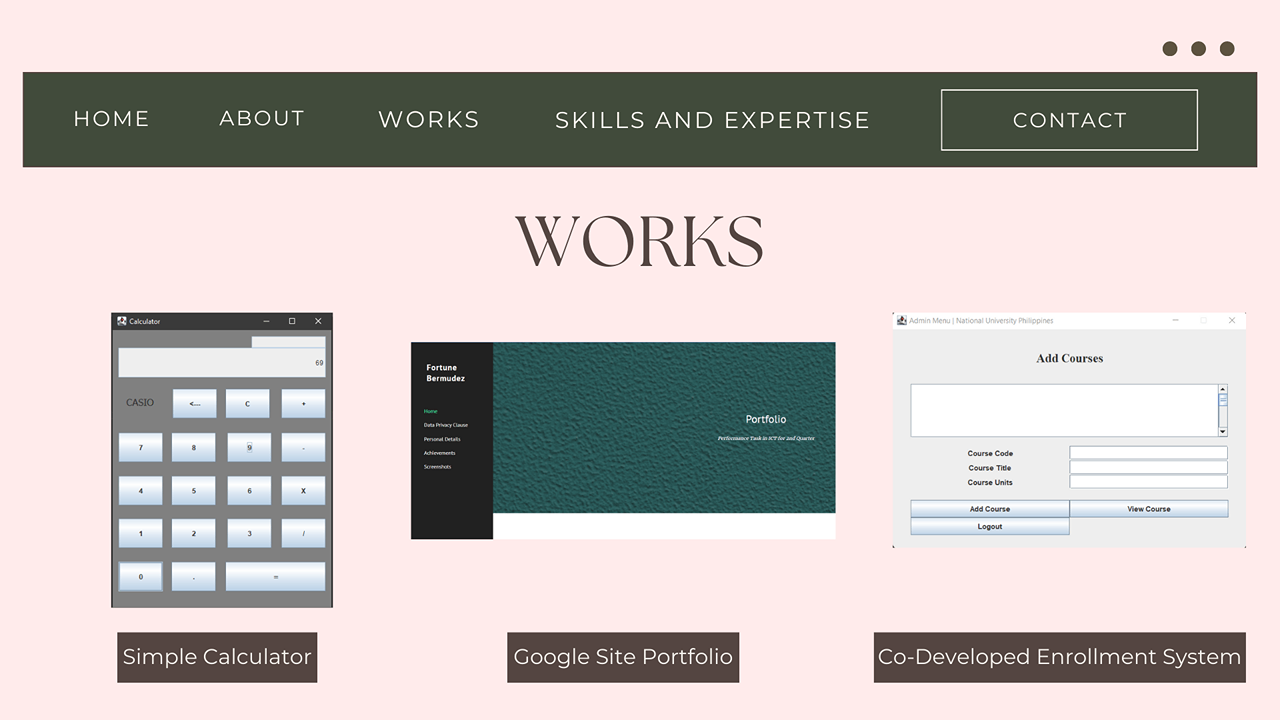 HOME ABOUT WORKS SKILLS AND EXPERTISE CONTACT
WORKS
Calculator
69
CASIO <--- C +
7 8 9 -
4 5 6 X
1 2 3 /
0 . =
Simple Calculator
Fortune
Bermudez
Home
Data Privacy Clause
Personal Details
Achievements
Screenshots
Portfolio
Performance Task in ICT for 2nd Quarter
Google Site Portfolio
Admin Menu | National University Philippines
Add Courses
Course Code
Course Title
Course Units
Add Course View Course
Logout
Co-Developed Enrollment System